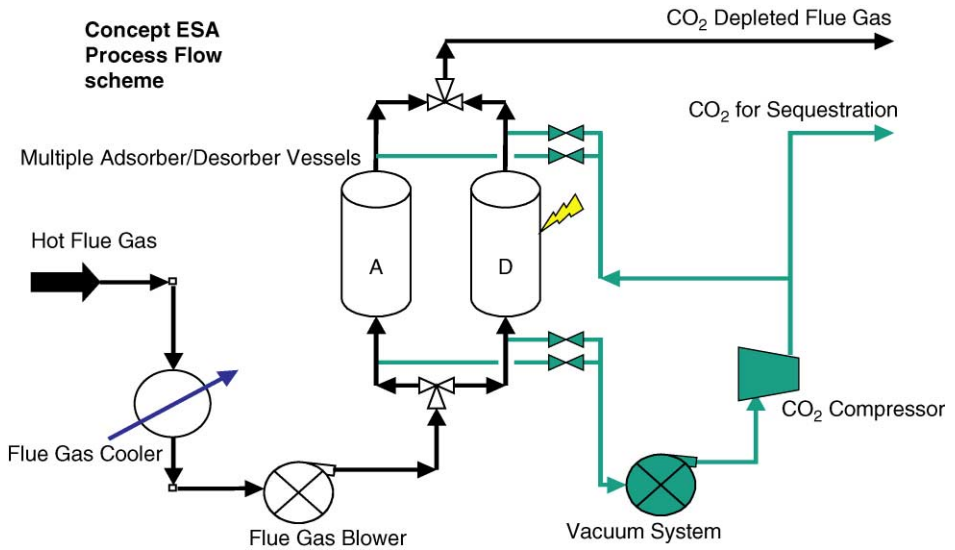 Concept ESA
Process Flow
scheme
CO₂ Depleted Flue Gas
CO₂ for Sequestration
Multiple Adsorber/Desorber Vessels
Hot Flue Gas
A
D
CO₂ Compressor
Flue Gas Cooler
Flue Gas Blower
Vacuum System